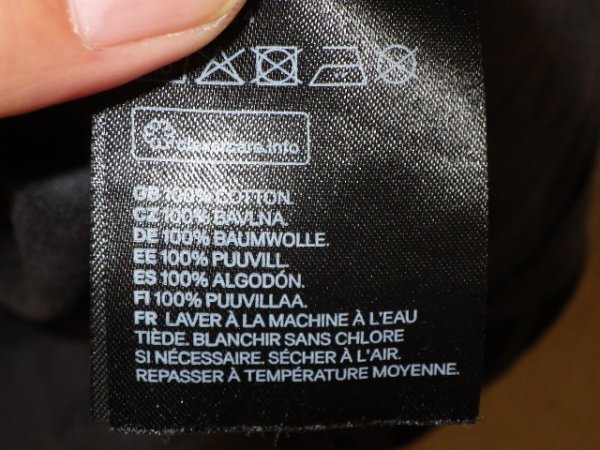 clevercare.info
GB 100% COTTON.
CZ 100% BAVLNA.
DE 100% BAUMWOLLE.
EE 100% PUUVILL.
ES 100% ALGODÓN.
FI 100% PUUVILLAA.
FR LAVER À LA MACHINE À L'EAU
TIÈDE. BLANCHIR SANS CHLORE
SI NÉCESSAIRE. SÉCHER À L'AIR.
REPASSER À TEMPÉRATURE MOYENNE.